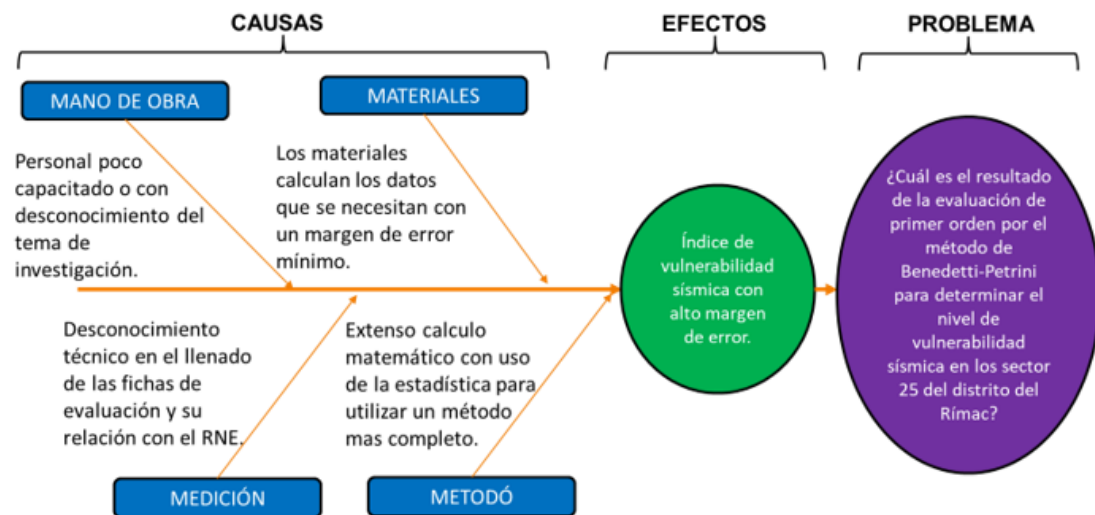 CAUSAS
EFECTOS
PROBLEMA
MANO DE OBRA
MATERIALES
Personal poco
capacitado o con
desconocimiento del
tema de
investigación.
Los materiales
calculan los datos
que se necesitan con
un margen de error
mínimo.
Desconocimiento
técnico en el llenado
de las fichas de
evaluación y su
relación con el RNE.
Extenso calculo
matemático con uso
de la estadística para
utilizar un método
mas completo.
MEDICIÓN
METODÓ
Índice de
vulnerabilidad
sísmica con
alto margen
de error.
¿Cuál es el resultado
de la evaluación de
primer orden por el
método de
Benedetti-Petrini
para determinar el
nivel de
vulnerabilidad
sísmica en los sector
25 del distrito del
Rímac?